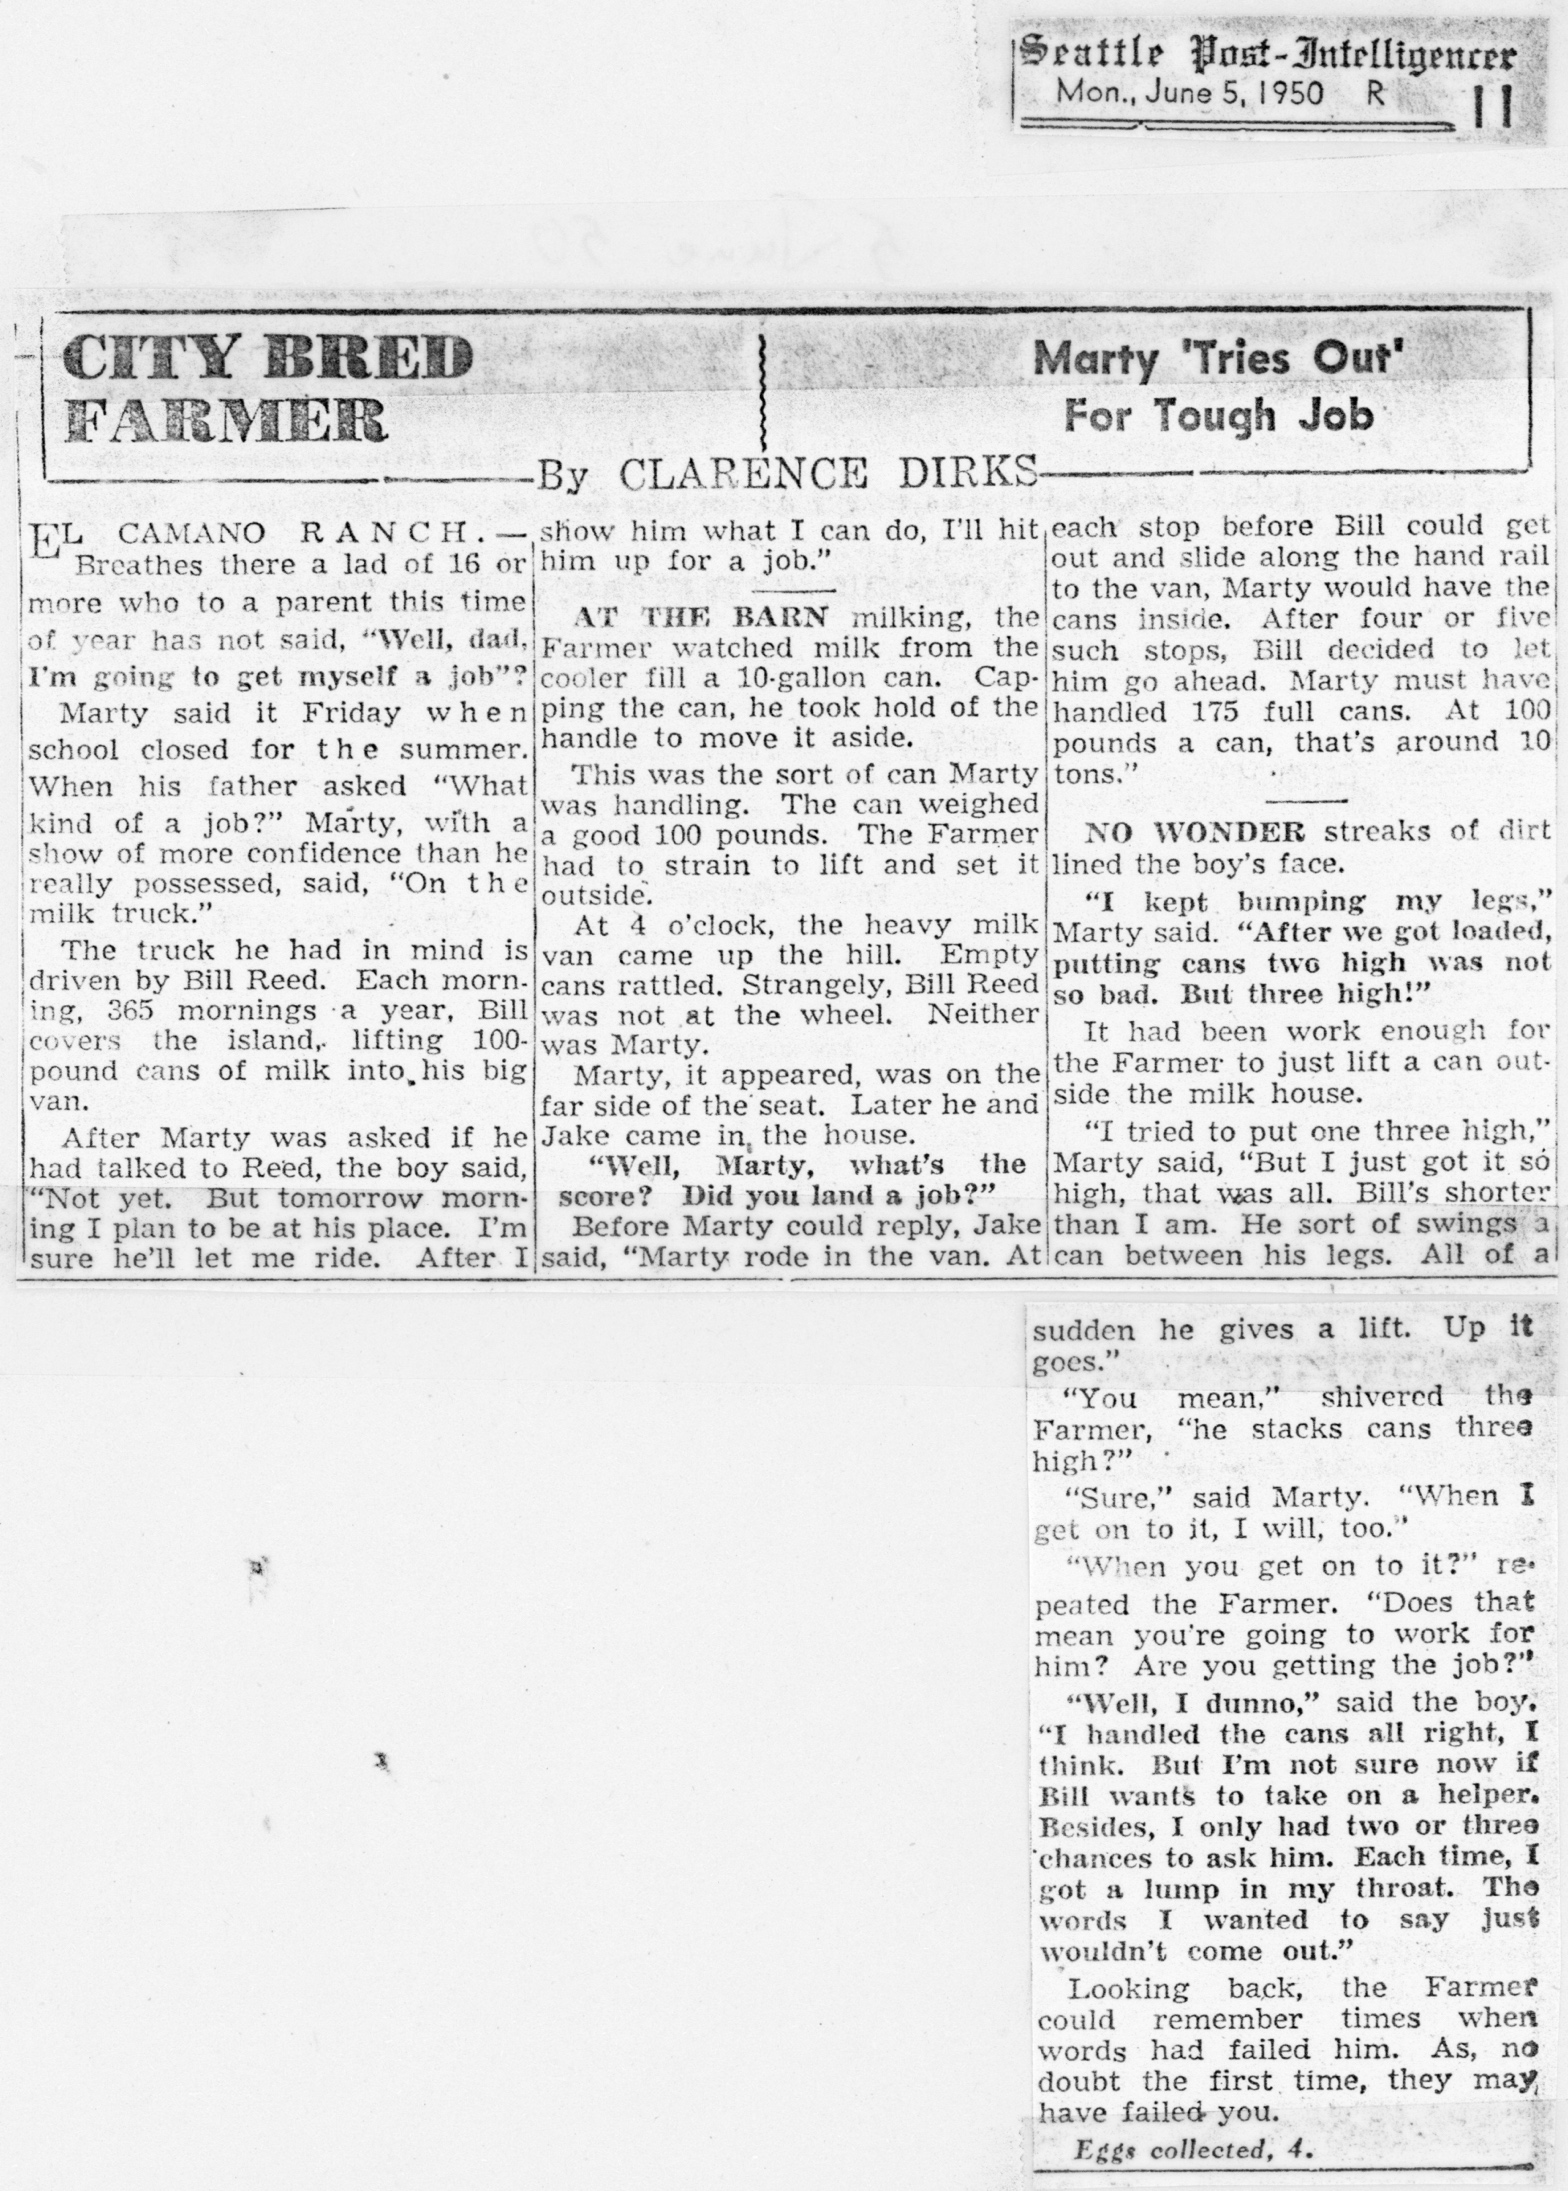 Seattle Post-Intelligencer
Mon., June 5, 1950 R 11
CITY BRED
FARMER
Marty 'Tries Out'
For Tough Job
By CLARENCE DIRKS
EL CAMANO RANCH.—
Breathes there a lad of 16 or
more who to a parent this time
of year has not said, “Well, dad,
I'm going to get myself a job”?
Marty said it Friday when
school closed for the summer.
When his father asked “What
kind of a job?” Marty, with a
show of more confidence than he
really possessed, said, “On the
milk truck.”
The truck he had in mind is
driven by Bill Reed. Each morn-
ing, 365 mornings a year, Bill
covers the island, lifting 100-
pound cans of milk into his big
van.
After Marty was asked if he
had talked to Reed, the boy said,
“Not yet. But tomorrow morn-
ing I plan to be at his place. I'm
sure he'll let me ride. After I
show him what I can do, I'll hit
him up for a job.”
AT THE BARN milking, the
Farmer watched milk from the
cooler fill a 10-gallon can. Cap-
ping the can, he took hold of the
handle to move it aside.
This was the sort of can Marty
was handling. The can weighed
a good 100 pounds. The Farmer
had to strain to lift and set it
outside.
At 4 o'clock, the heavy milk
van came up the hill. Empty
cans rattled. Strangely, Bill Reed
was not at the wheel. Neither
was Marty.
Marty, it appeared, was on the
far side of the seat. Later he and
Jake came in the house.
“Well, Marty, what's the
score? Did you land a job?”
Before Marty could reply, Jake
said, “Marty rode in the van. At
each stop before Bill could get
out and slide along the hand rail
to the van, Marty would have the
cans inside. After four or five
such stops, Bill decided to let
him go ahead. Marty must have
handled 175 full cans. At 100
pounds a can, that's around 10
tons.”
NO WONDER streaks of dirt
lined the boy's face.
“I kept bumping my legs,”
Marty said. “After we got loaded,
putting cans two high was not
so bad. But three high!”
It had been work enough for
the Farmer to just lift a can out-
side the milk house.
“I tried to put one three high,”
Marty said, “But I just got it so
high, that was all. Bill's shorter
than I am. He sort of swings a
can between his legs. All of a
sudden he gives a lift. Up it
goes.”
“You mean,” shivered the
Farmer, “he stacks cans three
high?”
“Sure,” said Marty. “When I
get on to it, I will, too.”
“When you get on to it?” re-
peated the Farmer. “Does that
mean you're going to work for
him? Are you getting the job?”
“Well, I dunno,” said the boy.
“I handled the cans all right, I
think. But I'm not sure now if
Bill wants to take on a helper.
Besides, I only had two or three
chances to ask him. Each time, I
got a lump in my throat. The
words I wanted to say just
wouldn't come out.”
Looking back, the Farmer
could remember times when
words had failed him. As, no
doubt the first time, they may
have failed you.
Eggs collected, 4.